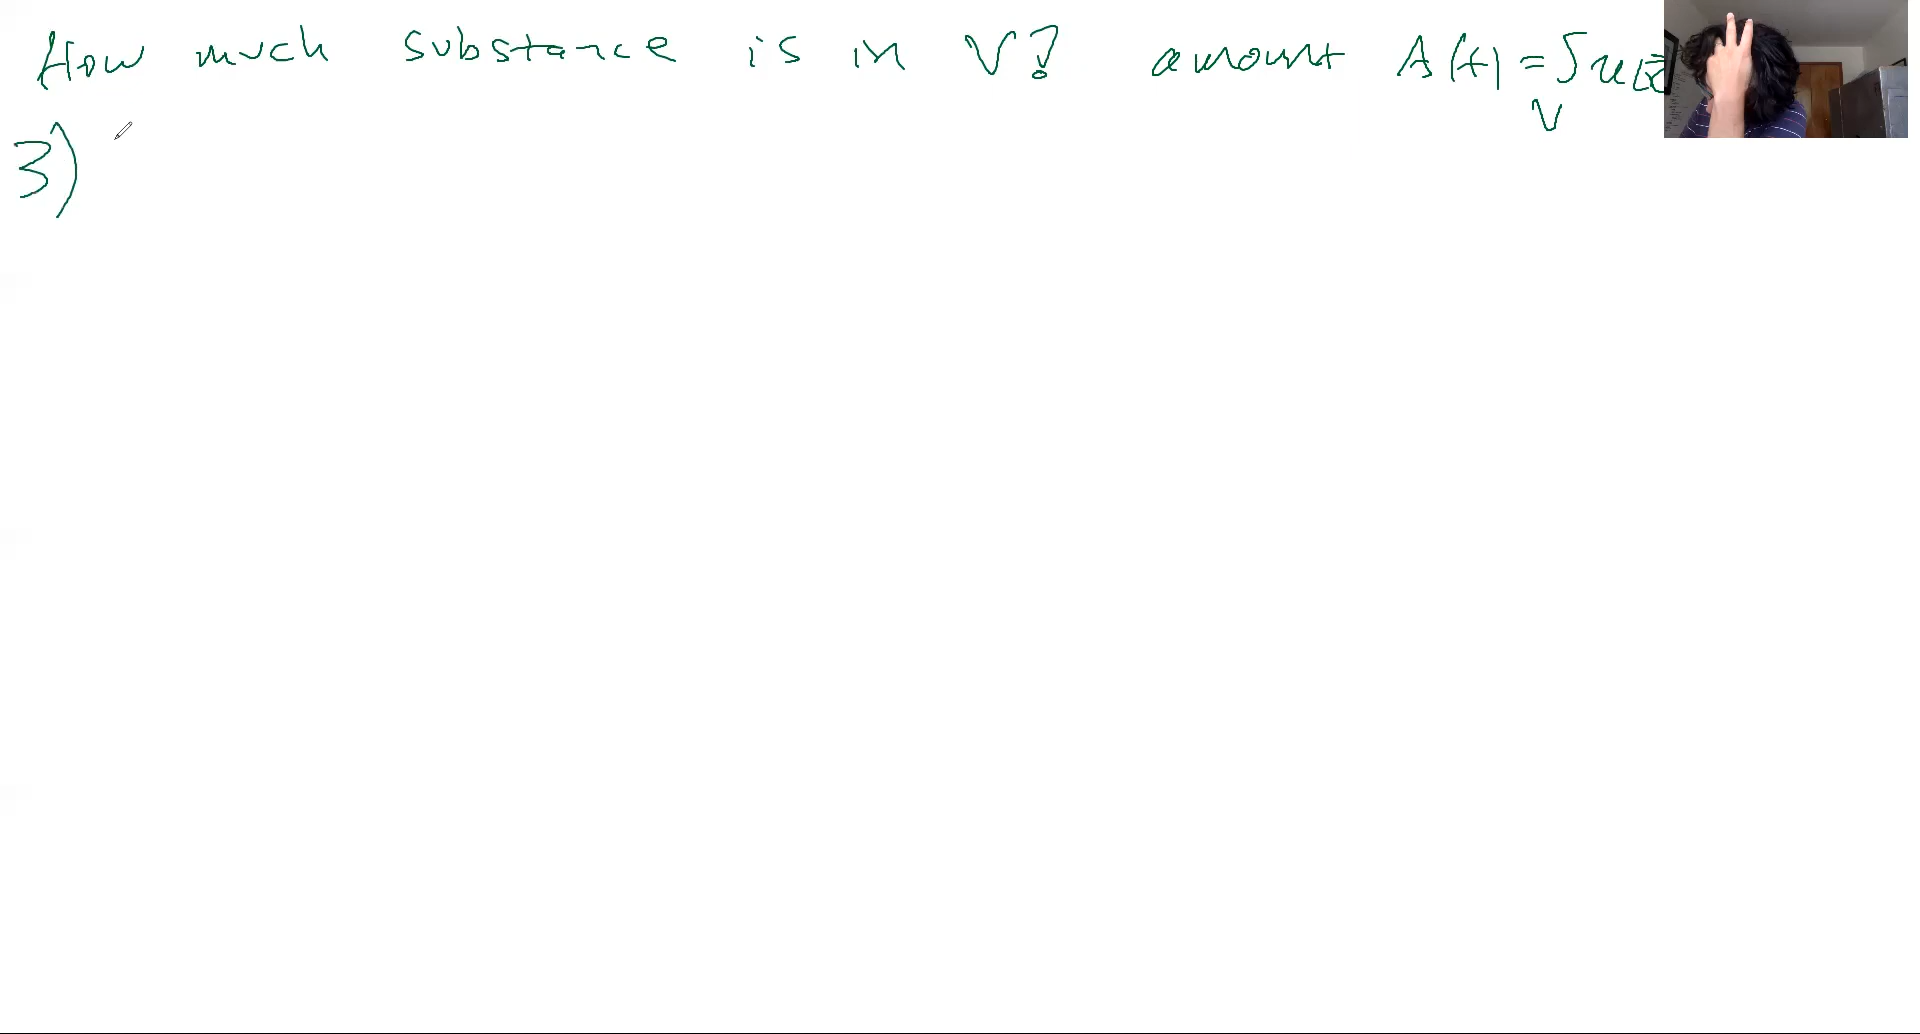 How much substance is in V? amount A(t) = ∫ u(x
V
3)